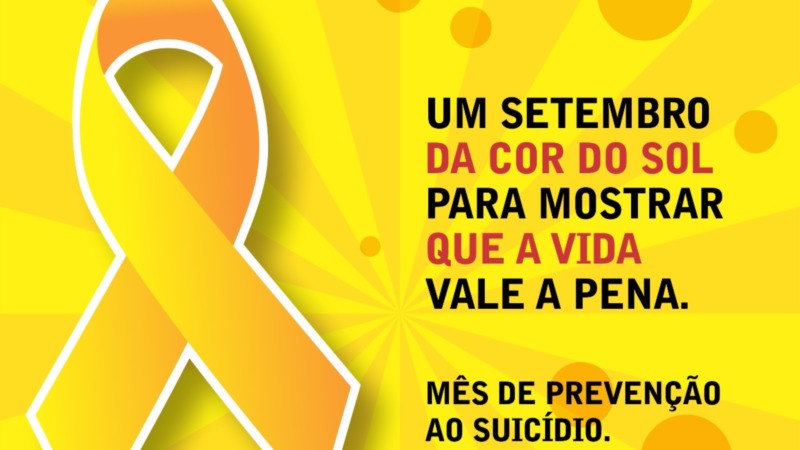 UM SETEMBRO
DA COR DO SOL
PARA MOSTRAR
QUE A VIDA
VALE A PENA.
MÊS DE PREVENÇÃO
AO SUICÍDIO.